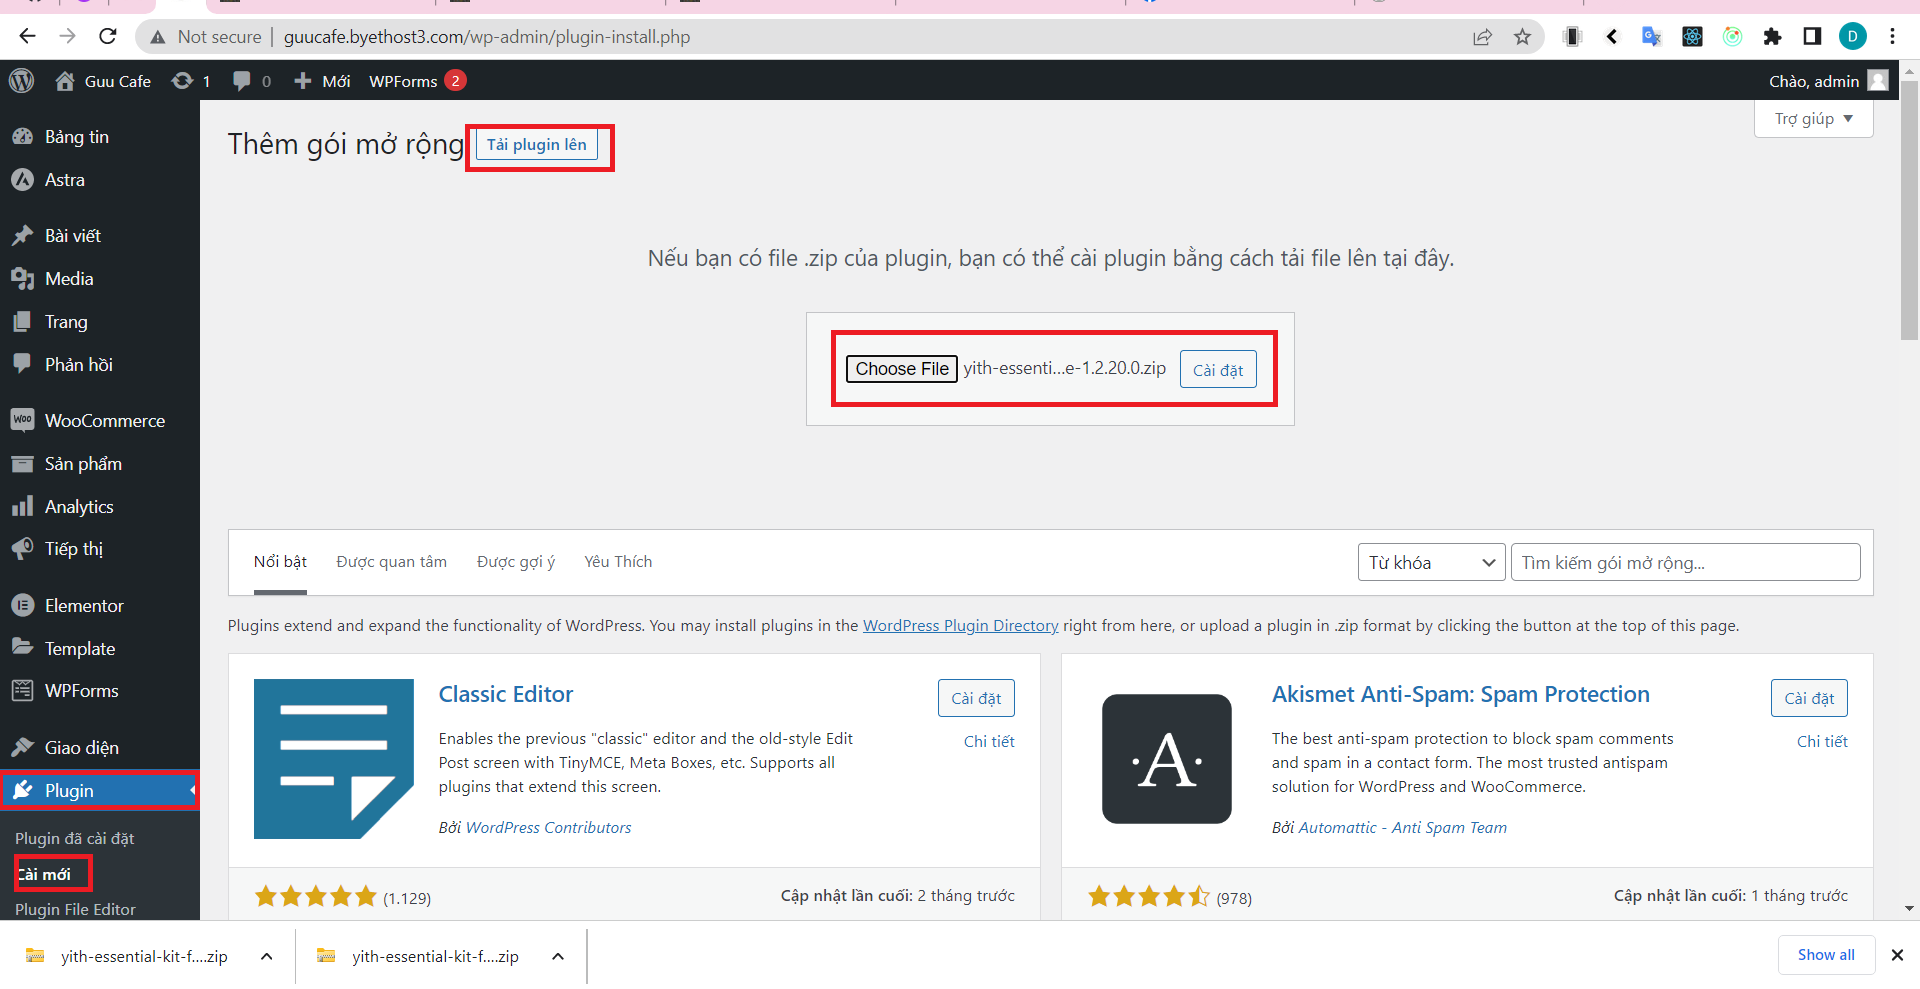 Not secure | guucafe.byethost3.com/wp-admin/plugin-install.php
D
Guu Cafe 1 0 Mới WPForms 2
Chào, admin
Trợ giúp ▼
Bảng tin
Astra
Bài viết
Media
Trang
Phản hồi
Woo WooCommerce
Sản phẩm
Analytics
Tiếp thị
Elementor
Template
WPForms
Giao diện
Plugin
Plugin đã cài đặt
Cài mới
Plugin File Editor
Thêm gói mở rộng Tải plugin lên
Nếu bạn có file .zip của plugin, bạn có thể cài plugin bằng cách tải file lên tại đây.
Choose File yith-essenti...e-1.2.20.0.zip Cài đặt
Nổi bật Được quan tâm Được gợi ý Yêu Thích
Từ khóa Tìm kiếm gói mở rộng...
Plugins extend and expand the functionality of WordPress. You may install plugins in the WordPress Plugin Directory right from here, or upload a plugin in .zip format by clicking the button at the top of this page.
Classic Editor
Cài đặt
Chi tiết
Enables the previous "classic" editor and the old-style Edit
Post screen with TinyMCE, Meta Boxes, etc. Supports all
plugins that extend this screen.
Bởi WordPress Contributors
(1.129)
Cập nhật lần cuối: 2 tháng trước
·A·
Akismet Anti-Spam: Spam Protection
Cài đặt
Chi tiết
The best anti-spam protection to block spam comments
and spam in a contact form. The most trusted antispam
solution for WordPress and WooCommerce.
Bởi Automattic - Anti Spam Team
(978)
Cập nhật lần cuối: 1 tháng trước
yith-essential-kit-f....zip
yith-essential-kit-f....zip
Show all